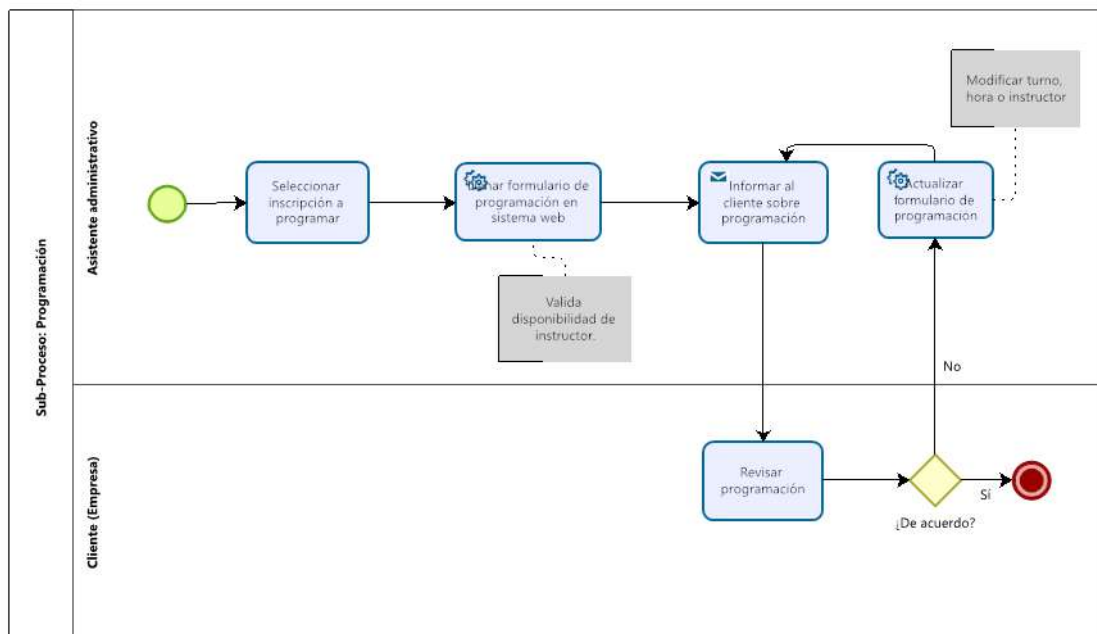 Sub-Proceso: Programación
Asistente administrativo
Modificar turno,
hora o instructor
Seleccionar
inscripción a
programar
formulario de
programación en
sistema web
Informar al
cliente sobre
programación
Actualizar
formulario de
programación
Valida
disponibilidad de
instructor.
No
Cliente (Empresa)
Revisar
programación
Sí
¿De acuerdo?